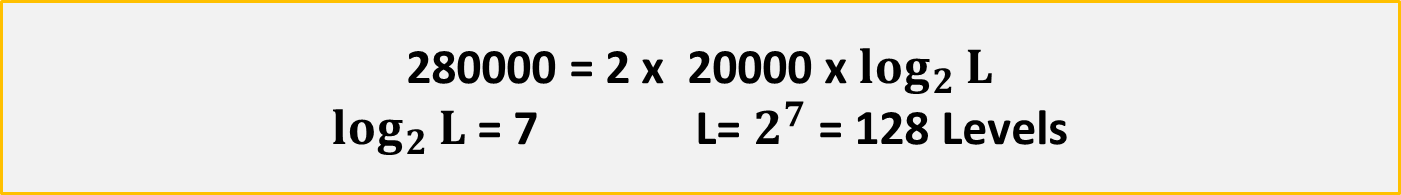 280000 = 2 x 20000 x log₂ L
log₂ L = 7 L= 2⁷ = 128 Levels